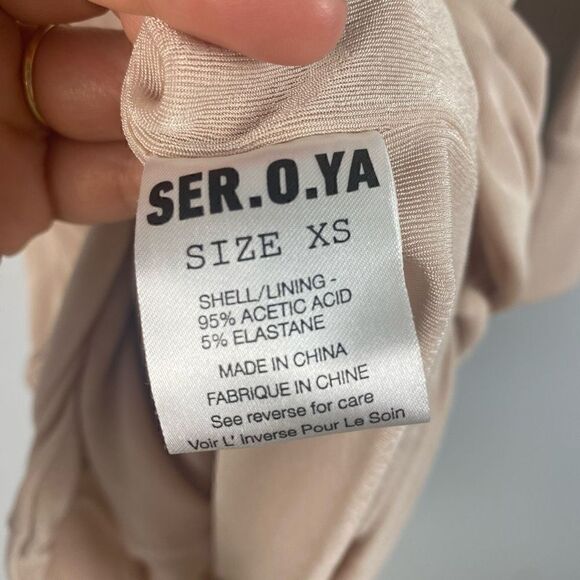 SER.O.YA
SIZE XS
SHELL/LINING -
95% ACETIC ACID
5% ELASTANE
MADE IN CHINA
FABRIQUE IN CHINE
See reverse for care
Voir L' Inverse Pour Le Soin